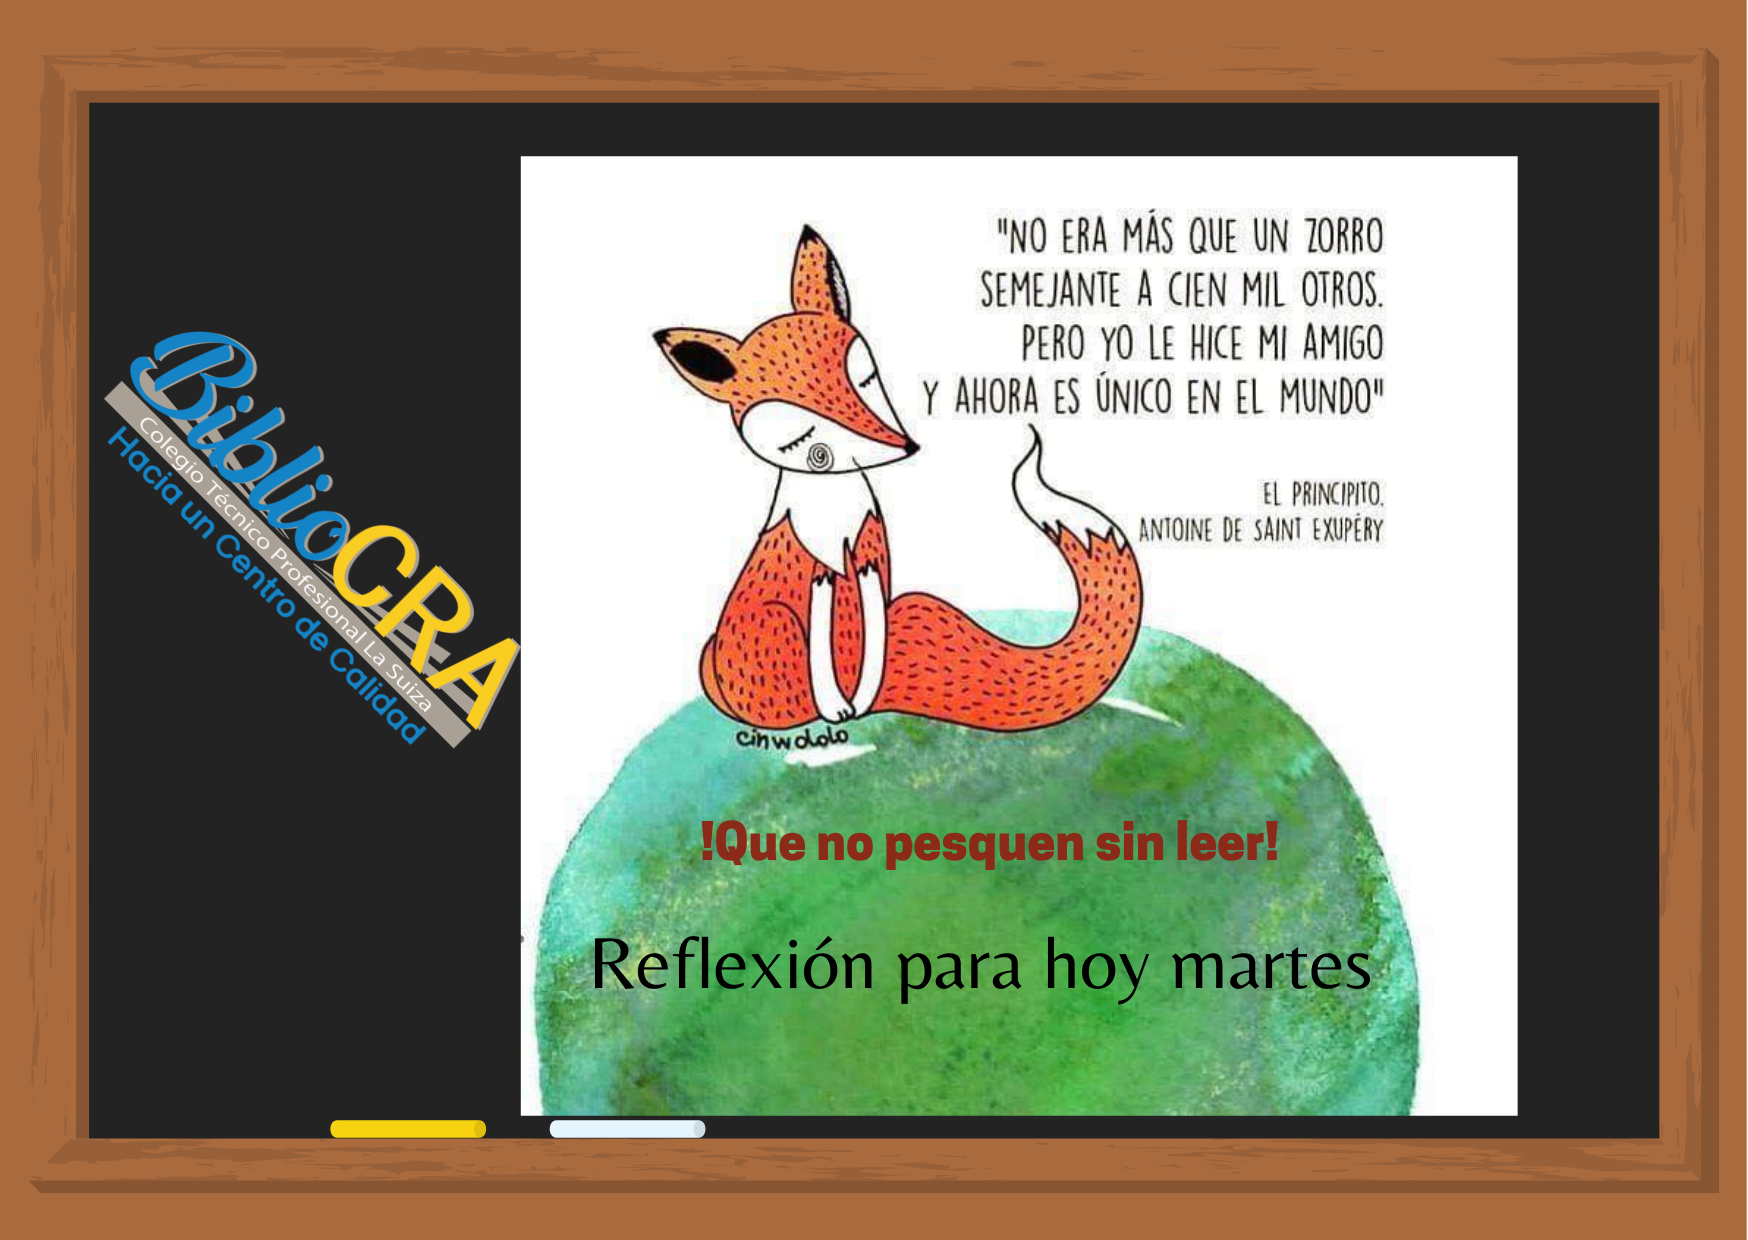 BiblioCRA
Colegio Técnico Profesional La Suiza
Hacia un Centro de Calidad
"NO ERA MÁS QUE UN ZORRO
SEMEJANTE A CIEN MIL OTROS.
PERO YO LE HICE MI AMIGO
Y AHORA ES ÚNICO EN EL MUNDO"
EL PRINCIPITO.
ANTOINE DE SAINT EXUPÉRY
cinwololo
!Que no pesquen sin leer!
Reflexión para hoy martes